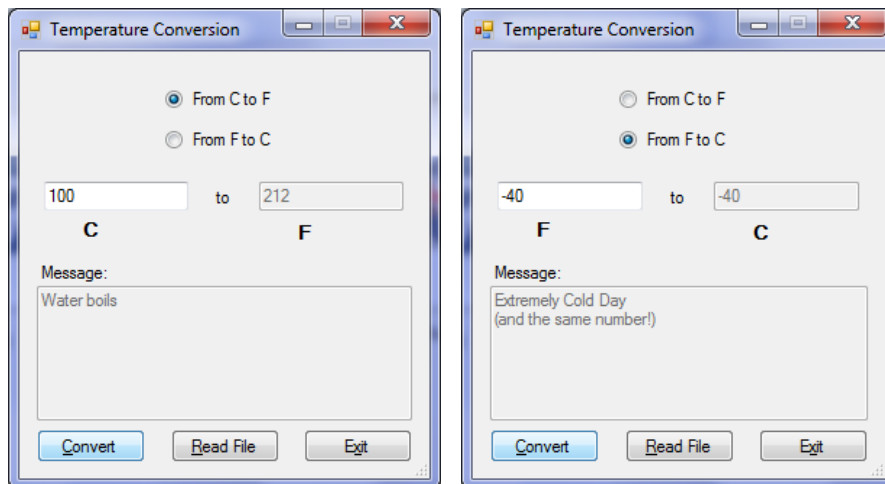 Temperature Conversion
From C to F
From F to C
100 to 212
C F
Message:
Water boils
Convert Read File Exit
Temperature Conversion
From C to F
From F to C
-40 to -40
F C
Message:
Extremely Cold Day
(and the same number!)
Convert Read File Exit